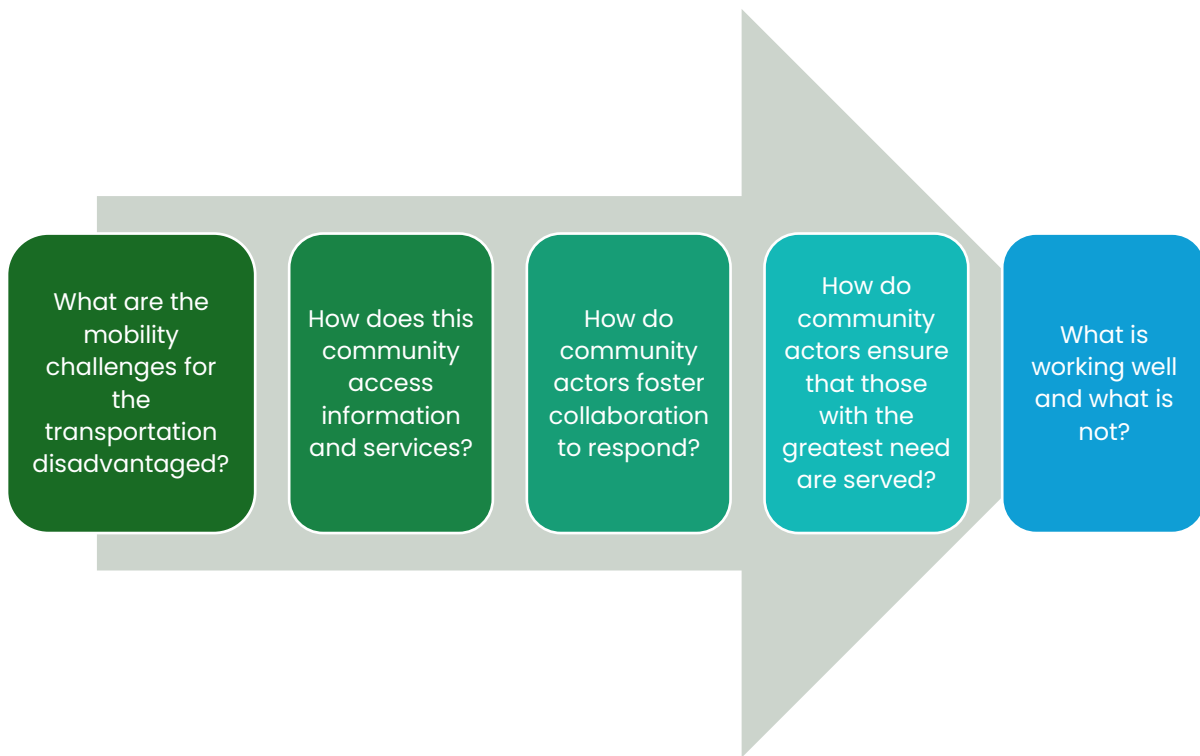 What are the
mobility
challenges for
the
transportation
disadvantaged?
How does this
community
access
information
and services?
How do
community
actors foster
collaboration
to respond?
How do
community
actors ensure
that those
with the
greatest need
are served?
What is
working well
and what is
not?